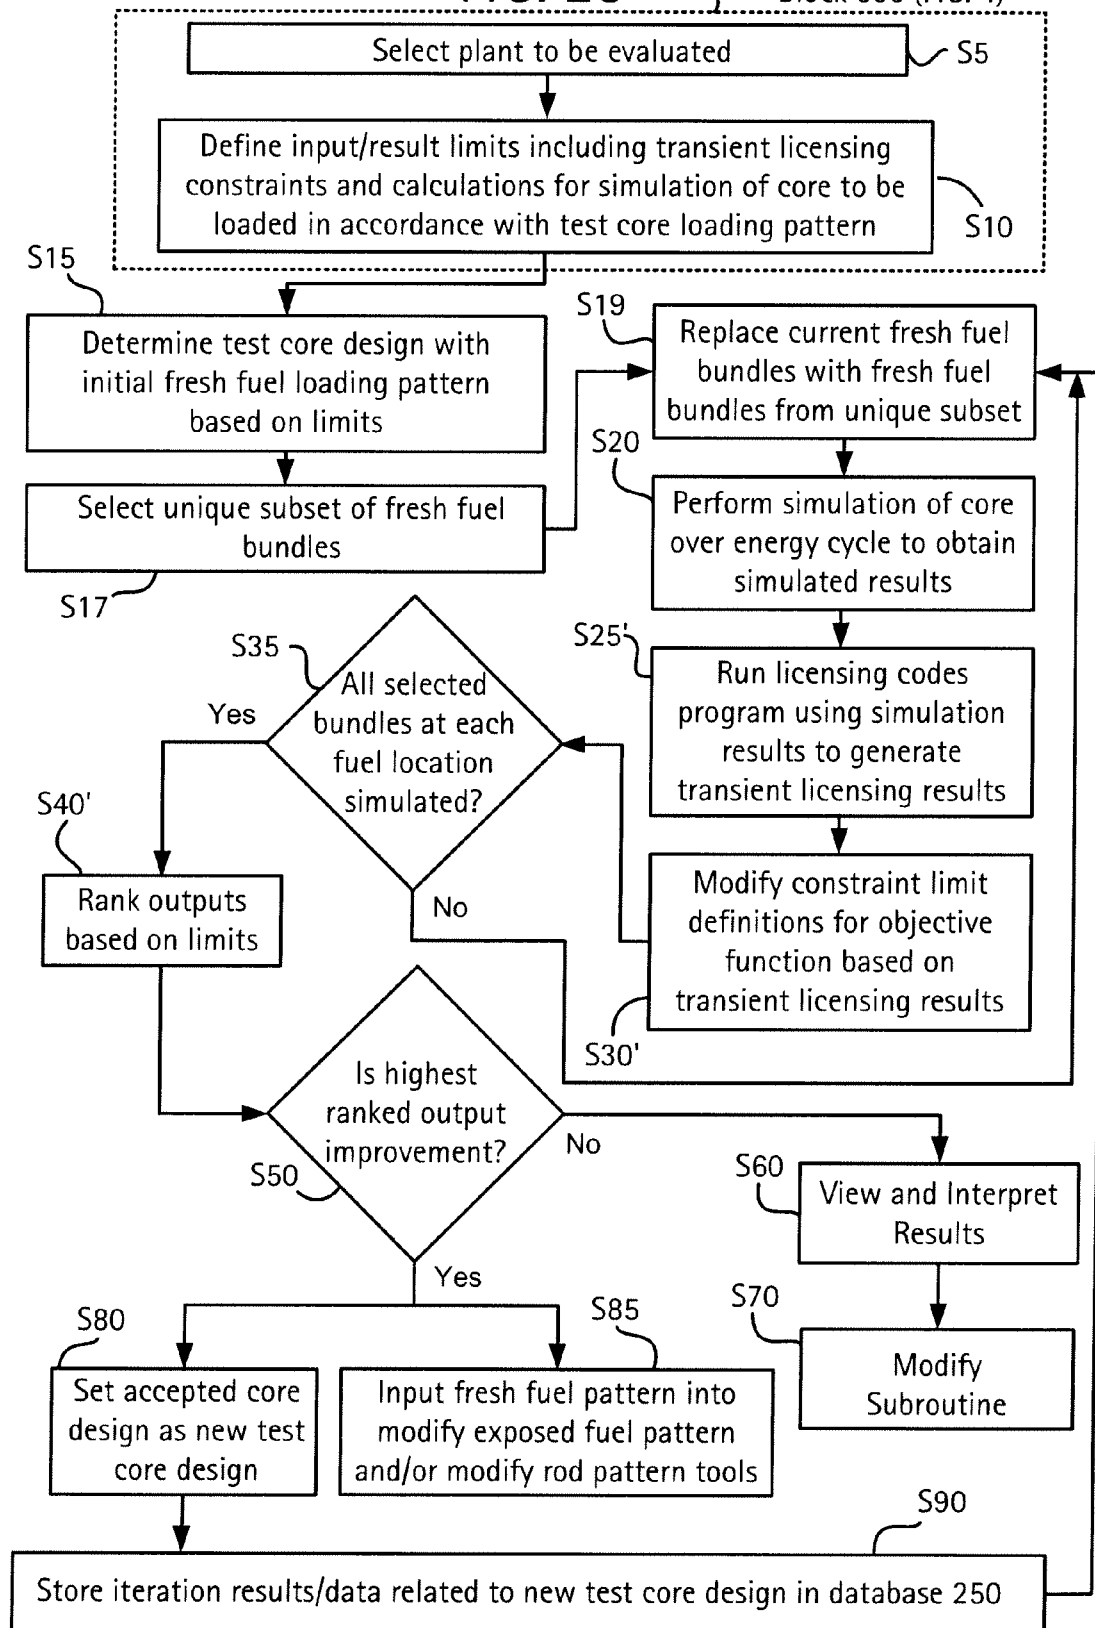 Select plant to be evaluated
S5
Define input/result limits including transient licensing
constraints and calculations for simulation of core to be
loaded in accordance with test core loading pattern
S10
S15
Determine test core design with
initial fresh fuel loading pattern
based on limits
Select unique subset of fresh fuel
bundles
S17
S19
Replace current fresh fuel
bundles with fresh fuel
bundles from unique subset
S20
Perform simulation of core
over energy cycle to obtain
simulated results
S25'
Run licensing codes
program using simulation
results to generate
transient licensing results
Modify constraint limit
definitions for objective
function based on
transient licensing results
S30'
S35
All selected
bundles at each
fuel location
simulated?
Yes
No
S40'
Rank outputs
based on limits
Is highest
ranked output
improvement?
S50
No
Yes
S60
View and Interpret
Results
S70
Modify
Subroutine
S80
Set accepted core
design as new test
core design
S85
Input fresh fuel pattern into
modify exposed fuel pattern
and/or modify rod pattern tools
S90
Store iteration results/data related to new test core design in database 250